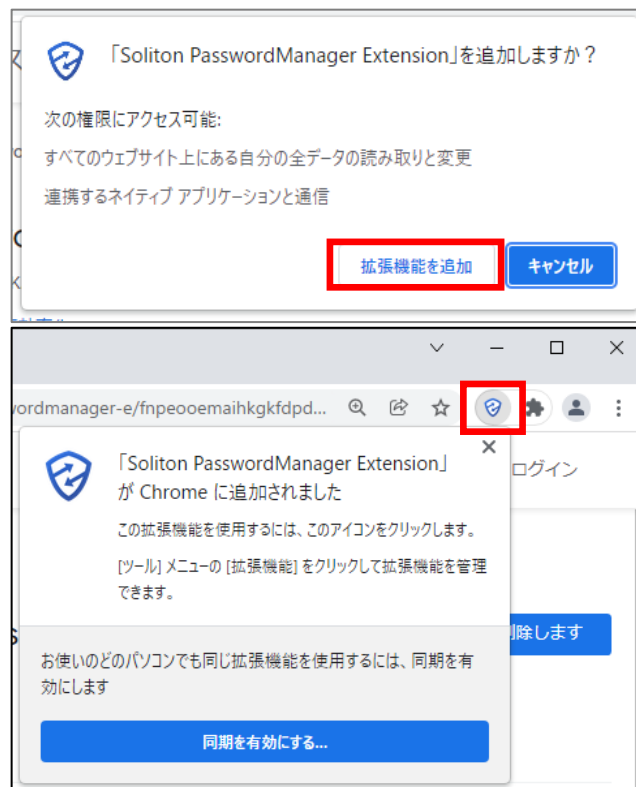 「Soliton PasswordManager Extension」を追加しますか？
次の権限にアクセス可能:
すべてのウェブサイト上にある自分の全データの読み取りと変更
連携するネイティブ アプリケーションと通信
拡張機能を追加
キャンセル
wordmanager-e/fnpeooemaihkgkfdpd...
「Soliton PasswordManager Extension」
が Chrome に追加されました
ログイン
この拡張機能を使用するには、このアイコンをクリックします。
[ツール] メニューの [拡張機能] をクリックして拡張機能を管理
できます。
削除します
お使いのどのパソコンでも同じ拡張機能を使用するには、同期を有
効にします
同期を有効にする...